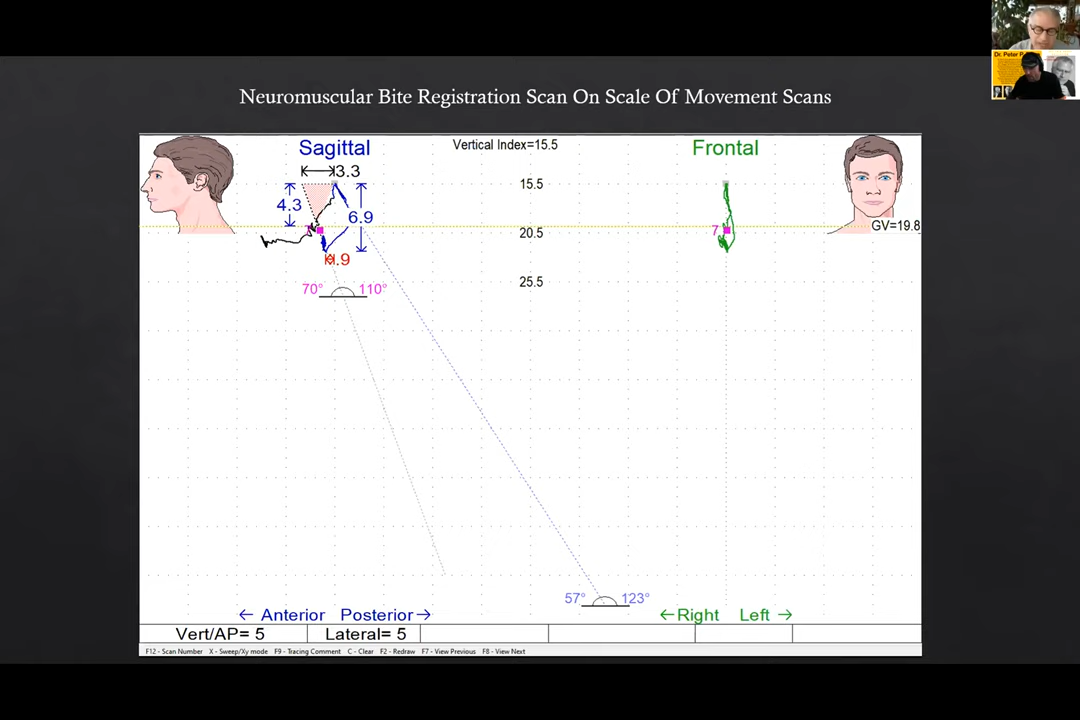 Dr. Peter
Neuromuscular Bite Registration Scan On Scale Of Movement Scans
Sagittal
Vertical Index=15.5
Frontal
3.3
15.5
4.3
6.9
GV=19.8
20.5
7
.9
25.5
70° 110°
57° 123°
← Anterior Posterior →
← Right Left →
Vert/AP= 5 Lateral= 5
F12 - Scan Number X - Sweep/Xy mode F9 - Tracing Comment C - Clear F2 - Redraw F7 - View Previous F8 - View Next